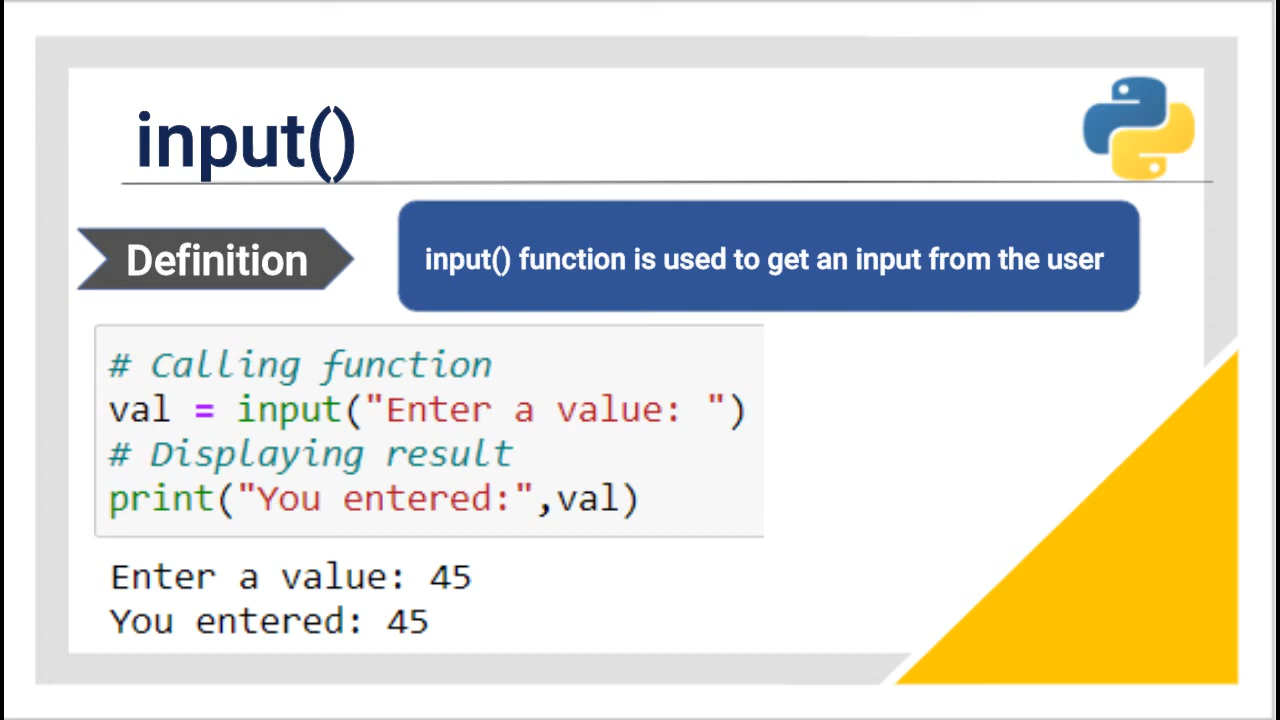 input()
Definition
input() function is used to get an input from the user
# Calling function
val = input("Enter a value: ")
# Displaying result
print("You entered:",val)
Enter a value: 45
You entered: 45